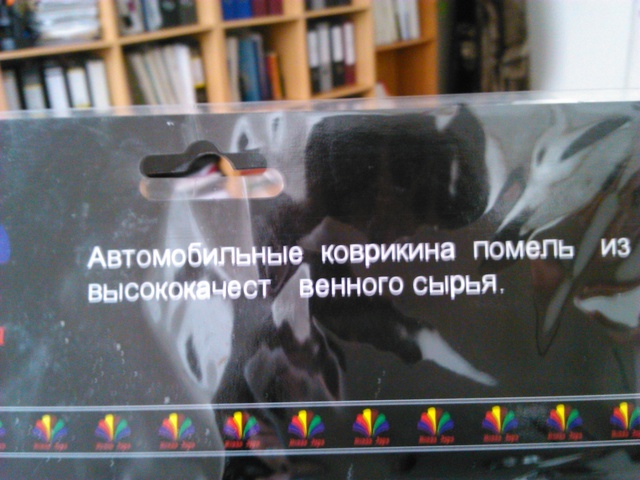 Автомобильные коврикина помель из
высококачест венного сырья.